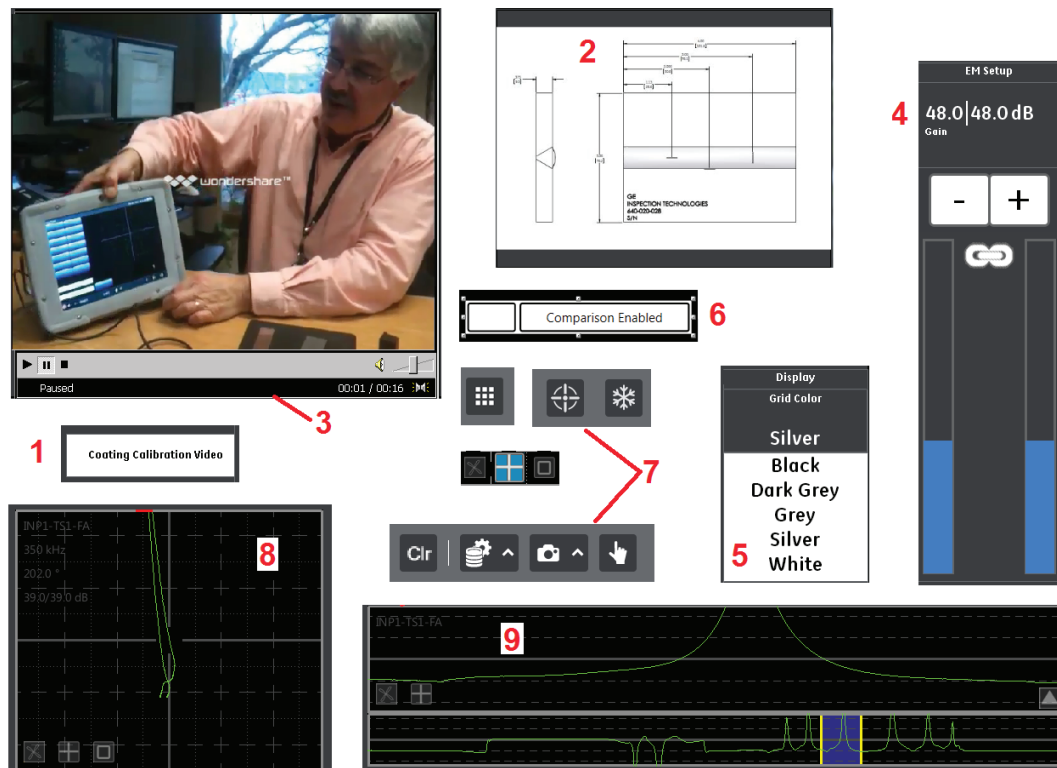 2
EM Setup
4
48.0|48.0 dB
Gain
-
+
wondershare™
GE
INSPECTION TECHNOLOGIES
640-020-028
S/N
Comparison Enabled
6
Paused
00:01 / 00:16
3
1
Coating Calibration Video
7
Display
Grid Color
Silver
Black
Dark Grey
Grey
Silver
White
5
Clr
INP1-TS1-FA
350 kHz
202.0 °
39.0/39.0 dB
8
INP1-TS1-FA
9